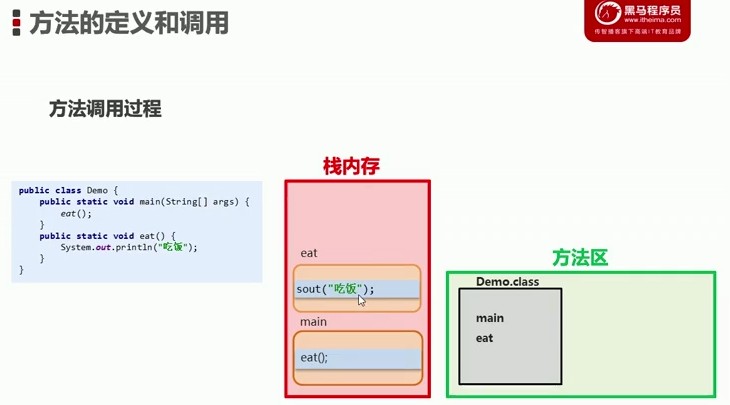 方法的定义和调用
黑马程序员
www.itheima.com
传智播客旗下高端IT教育品牌
方法调用过程
public class Demo {
public static void main(String[] args) {
eat();
}
public static void eat() {
System.out.println("吃饭");
}
}
栈内存
eat
sout("吃饭");
main
eat();
方法区
Demo.class
main
eat